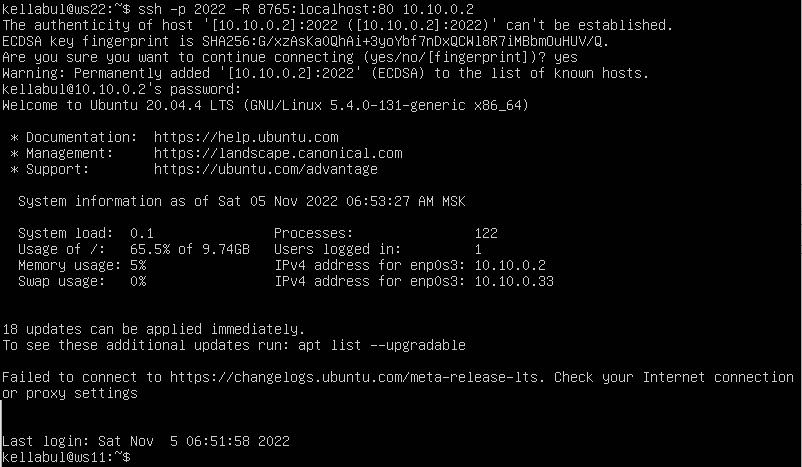 kellabul@ws22:~$ ssh -p 2022 -R 8765:localhost:80 10.10.0.2
The authenticity of host '[10.10.0.2]:2022 ([10.10.0.2]:2022)' can't be established.
ECDSA key fingerprint is SHA256:G/xzAsKa0QhAi+3yoYbf7nDxQCWl8R7iMBbmOuHUV/Q.
Are you sure you want to continue connecting (yes/no/[fingerprint])? yes
Warning: Permanently added '[10.10.0.2]:2022' (ECDSA) to the list of known hosts.
kellabul@10.10.0.2's password:
Welcome to Ubuntu 20.04.4 LTS (GNU/Linux 5.4.0-131-generic x86_64)
* Documentation: https://help.ubuntu.com
* Management: https://landscape.canonical.com
* Support: https://ubuntu.com/advantage
System information as of Sat 05 Nov 2022 06:53:27 AM MSK
System load: 0.1 Processes: 122
Usage of /: 65.5% of 9.74GB Users logged in: 1
Memory usage: 5% IPv4 address for enp0s3: 10.10.0.2
Swap usage: 0% IPv4 address for enp0s3: 10.10.0.33
18 updates can be applied immediately.
To see these additional updates run: apt list --upgradable
Failed to connect to https://changelogs.ubuntu.com/meta-release-lts. Check your Internet connection
or proxy settings
Last login: Sat Nov 5 06:51:58 2022
kellabul@ws11:~$